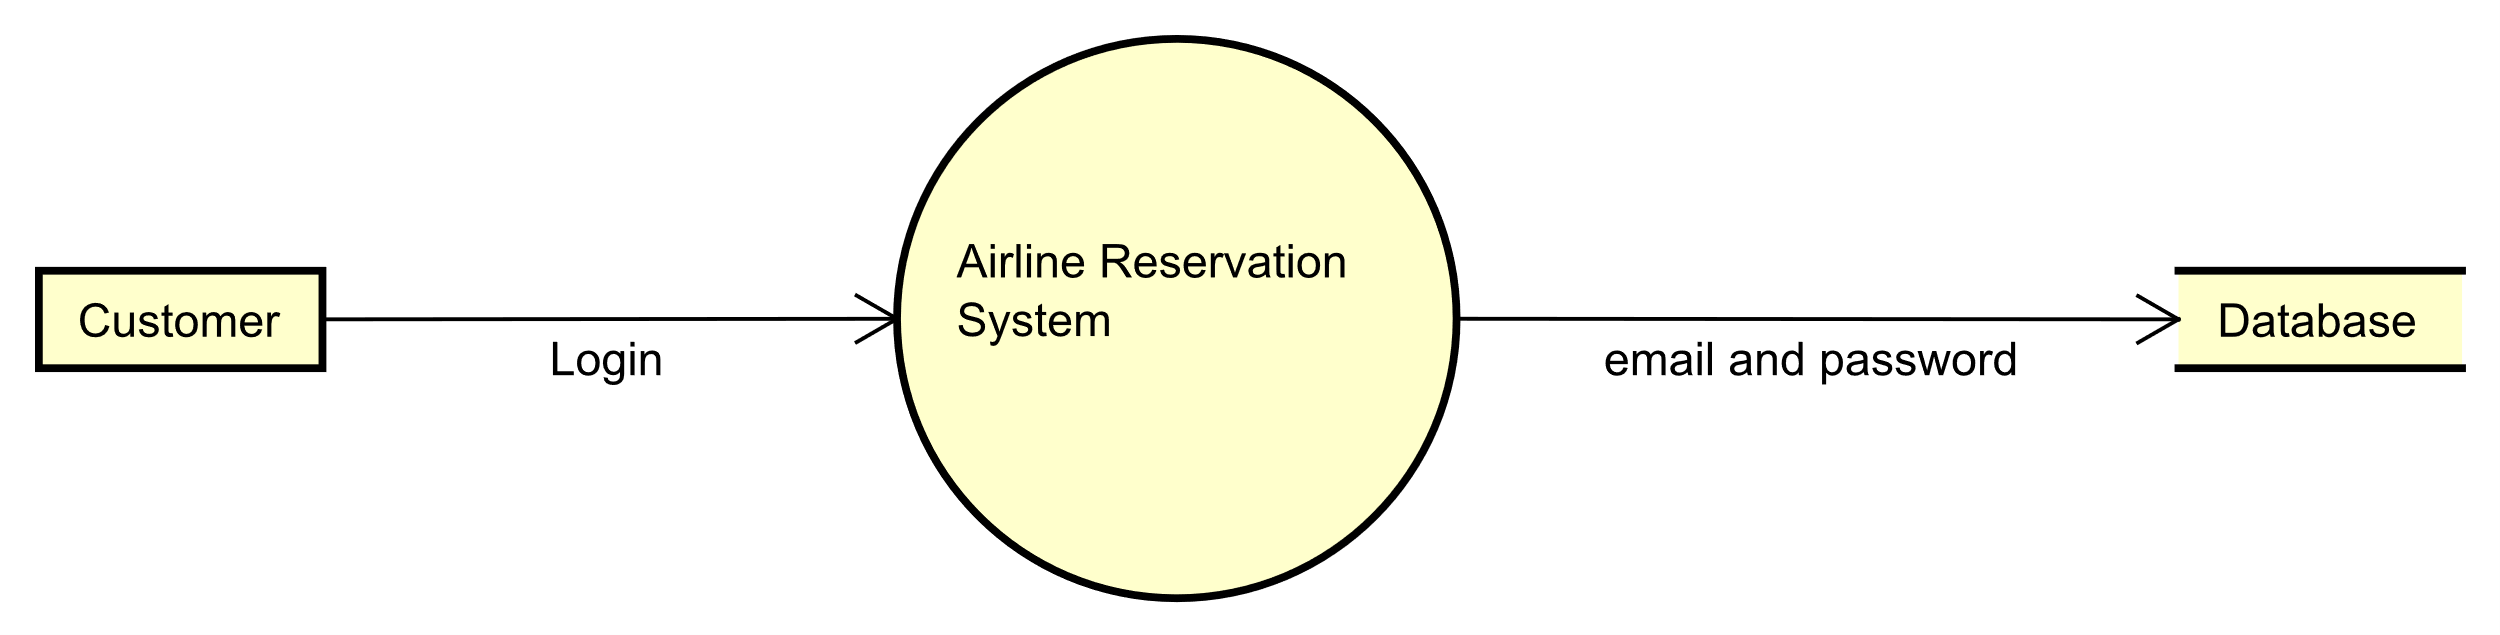 Customer
Login
Airline Reservation
System
email and password
Database